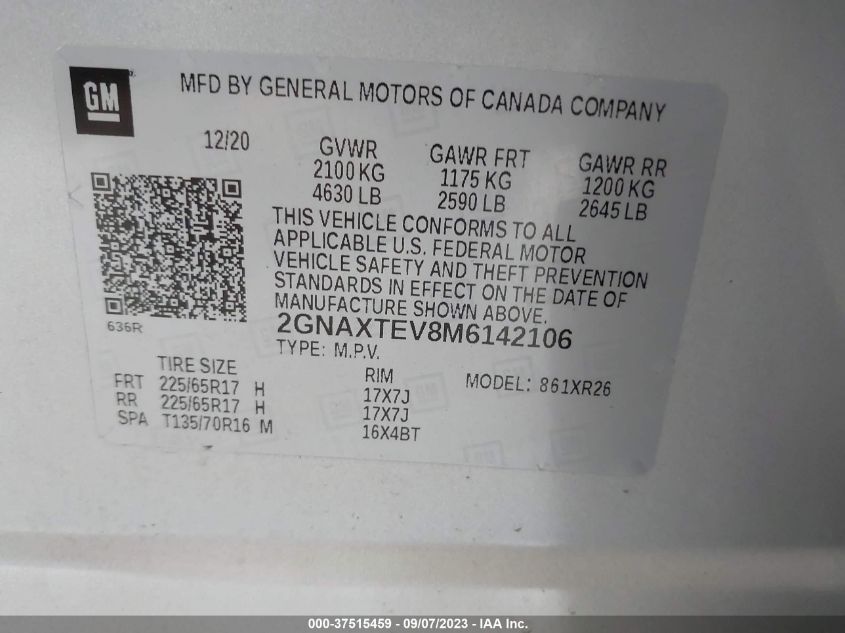 GM
MFD BY GENERAL MOTORS OF CANADA COMPANY
12/20
GVWR
2100 KG
4630 LB
GAWR FRT
1175 KG
2590 LB
GAWR RR
1200 KG
2645 LB
THIS VEHICLE CONFORMS TO ALL
APPLICABLE U.S. FEDERAL MOTOR
VEHICLE SAFETY AND THEFT PREVENTION
STANDARDS IN EFFECT ON THE DATE OF
MANUFACTURE SHOWN ABOVE.
636R
2GNAXTEV8M6142106
TYPE: M.P.V.
TIRE SIZE
FRT 225/65R17 H
RR 225/65R17 H
SPA T135/70R16 M
RIM
17X7J
17X7J
16X4BT
MODEL: 861XR26
000-37515459 - 09/07/2023 - IAA Inc.